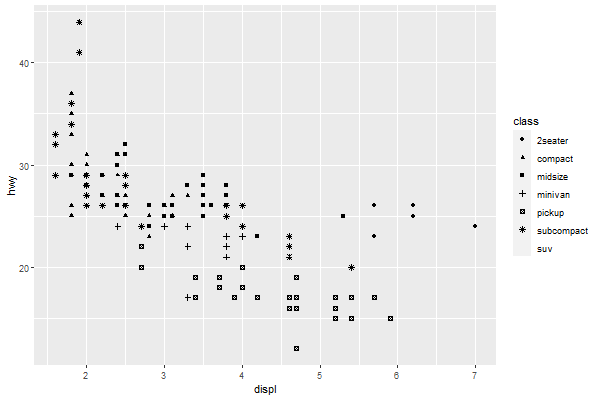 40
30
20
hwy
2
3
4
5
6
7
displ
class
2seater
compact
midsize
minivan
pickup
subcompact
suv